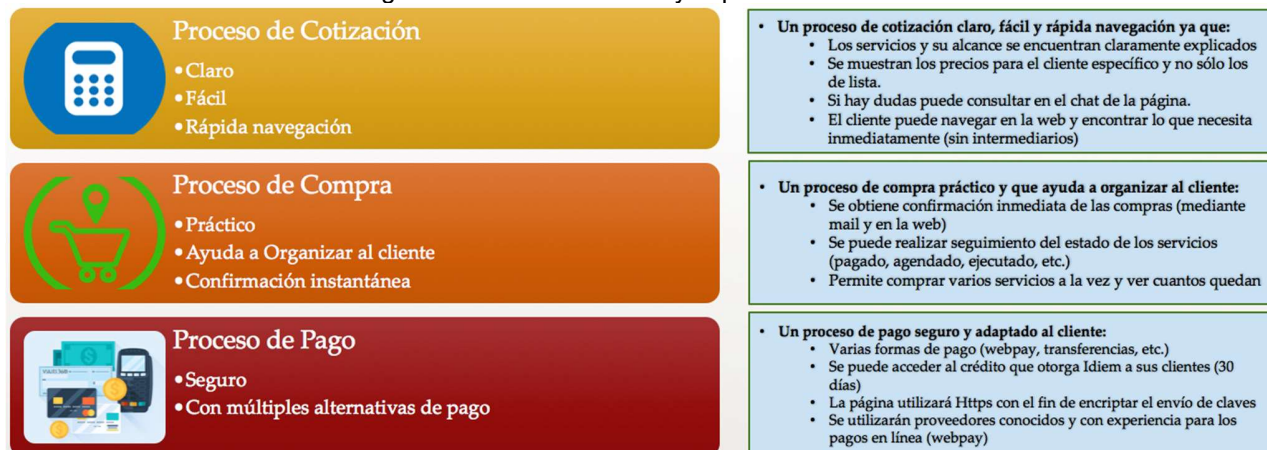 Proceso de Cotización
•Claro
•Fácil
•Rápida navegación
• Un proceso de cotización claro, fácil y rápida navegación ya que:
• Los servicios y su alcance se encuentran claramente explicados
• Se muestran los precios para el cliente específico y no sólo los
de lista.
• Si hay dudas puede consultar en el chat de la página.
• El cliente puede navegar en la web y encontrar lo que necesita
inmediatamente (sin intermediarios)
Proceso de Compra
•Práctico
•Ayuda a Organizar al cliente
•Confirmación instantánea
• Un proceso de compra práctico y que ayuda a organizar al cliente:
• Se obtiene confirmación inmediata de las compras (mediante
mail y en la web)
• Se puede realizar seguimiento del estado de los servicios
(pagado, agendado, ejecutado, etc.)
• Permite comprar varios servicios a la vez y ver cuantos quedan
Proceso de Pago
•Seguro
•Con múltiples alternativas de pago
• Un proceso de pago seguro y adaptado al cliente:
• Varias formas de pago (webpay, transferencias, etc.)
• Se puede acceder al crédito que otorga Idiem a sus clientes (30
días)
• La página utilizará Https con el fin de encriptar el envío de claves
• Se utilizarán proveedores conocidos y con experiencia para los
pagos en línea (webpay)